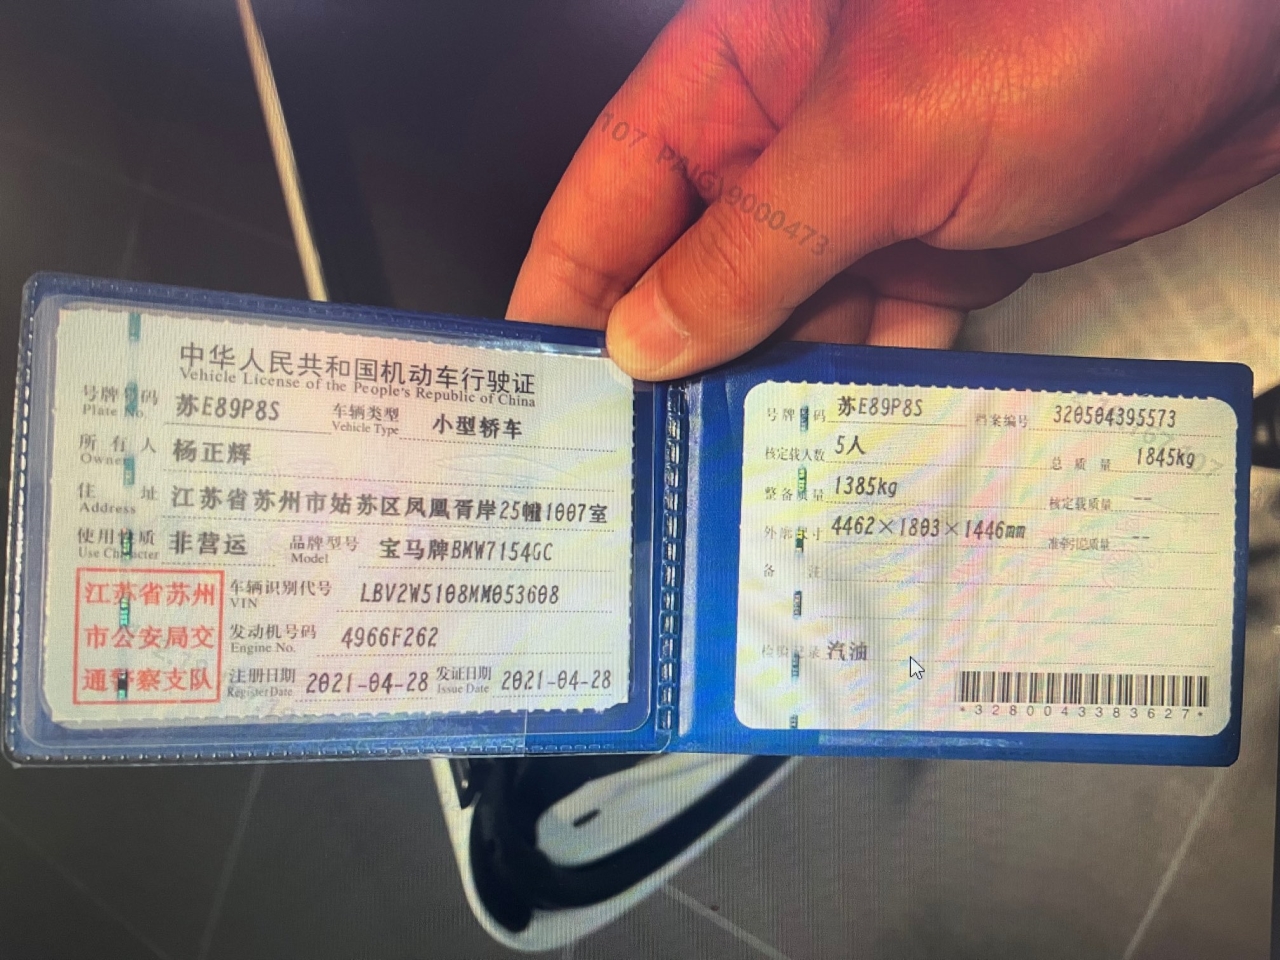 107 PAIG 9000473
中华人民共和国机动车行驶证
Vehicle License of the People's Republic of China
号牌号码 苏E89P8S 车辆类型 小型轿车
Plate No. Vehicle Type
所有人 杨正辉
Owner
住址 江苏省苏州市姑苏区凤凰胥岸25幢1007室
Address
使用性质 非营运 品牌型号 宝马牌BMW7154GC
Use Character Model
江苏省苏州
市公安局交
通警察支队
车辆识别代号 LBV2W5108MM053608
VIN
发动机号码 4966F262
Engine No.
注册日期 2021-04-28 发证日期 2021-04-28
Register Date Issue Date
号牌号码 苏E89P8S 档案编号 320504395573
核定载人数 5人 总质量 1845kg
整备质量 1385kg 核定载质量 --
外廓尺寸 4462×1803×1446mm 准牵引总质量 --
备注
检验记录 汽油
*3280043383627*